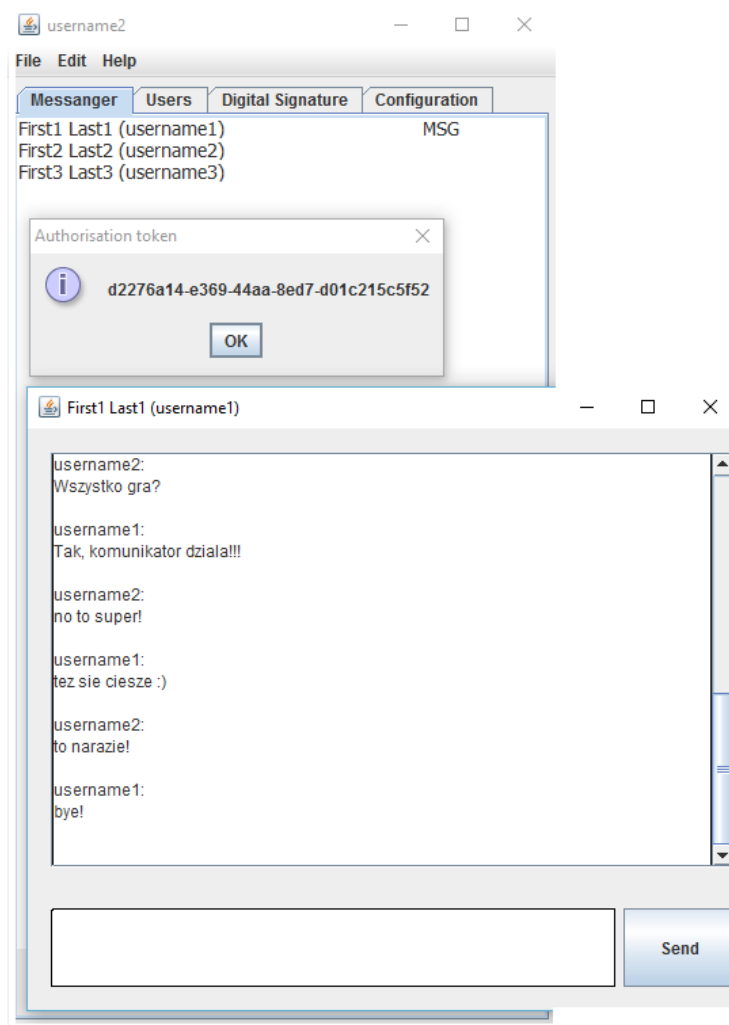 username2
File Edit Help
Messanger Users Digital Signature Configuration
First1 Last1 (username1) MSG
First2 Last2 (username2)
First3 Last3 (username3)
Authorisation token
d2276a14-e369-44aa-8ed7-d01c215c5f52
OK
First1 Last1 (username1)
username2:
Wszystko gra?
username1:
Tak, komunikator dziala!!!
username2:
no to super!
username1:
tez sie ciesze :)
username2:
to narazie!
username1:
bye!
Send